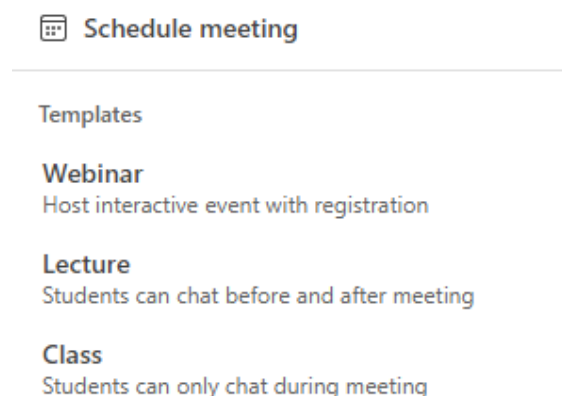 Schedule meeting
Templates
Webinar
Host interactive event with registration
Lecture
Students can chat before and after meeting
Class
Students can only chat during meeting